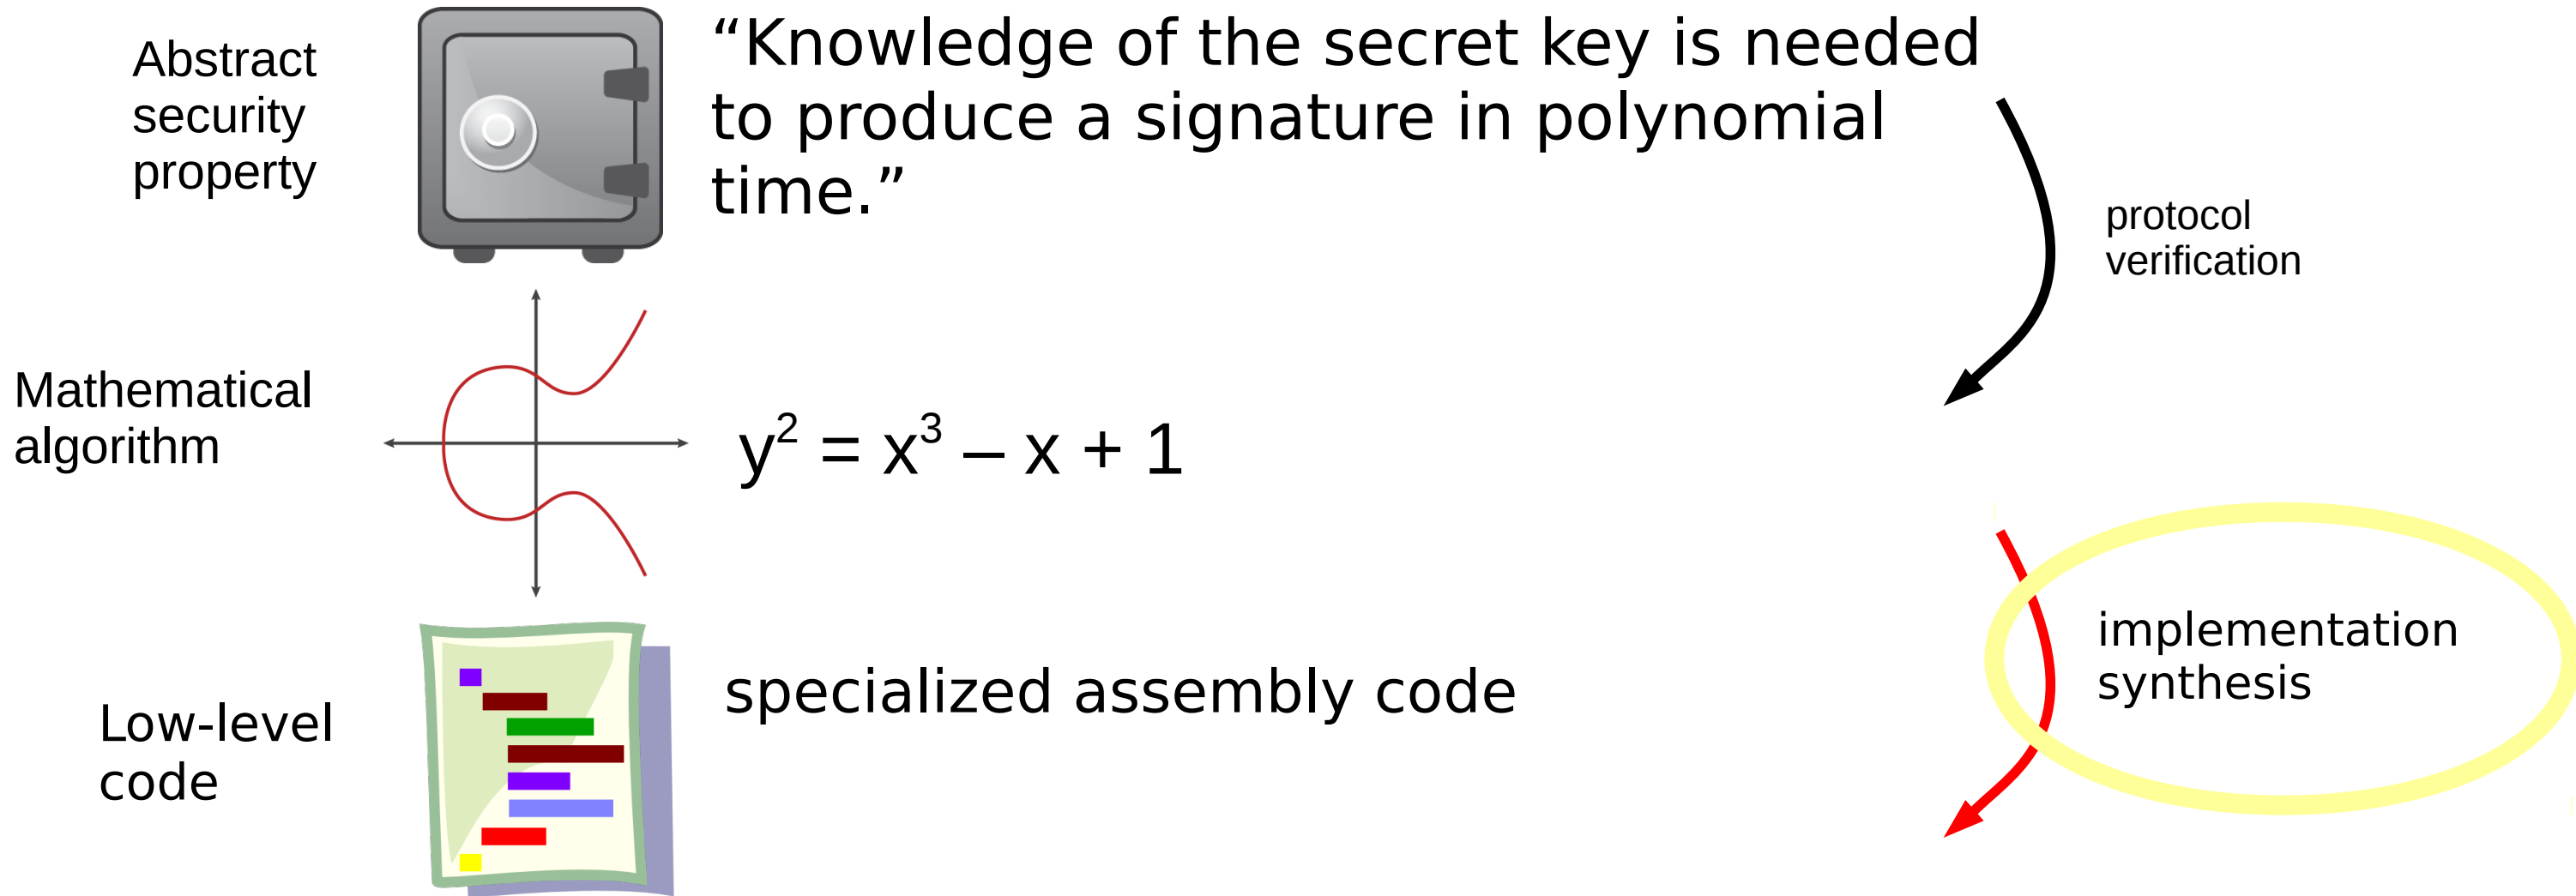 Abstract
security
property
“Knowledge of the secret key is needed
to produce a signature in polynomial
time.”
protocol
verification
Mathematical
algorithm
y² = x³ – x + 1
implementation
synthesis
Low-level
code
specialized assembly code